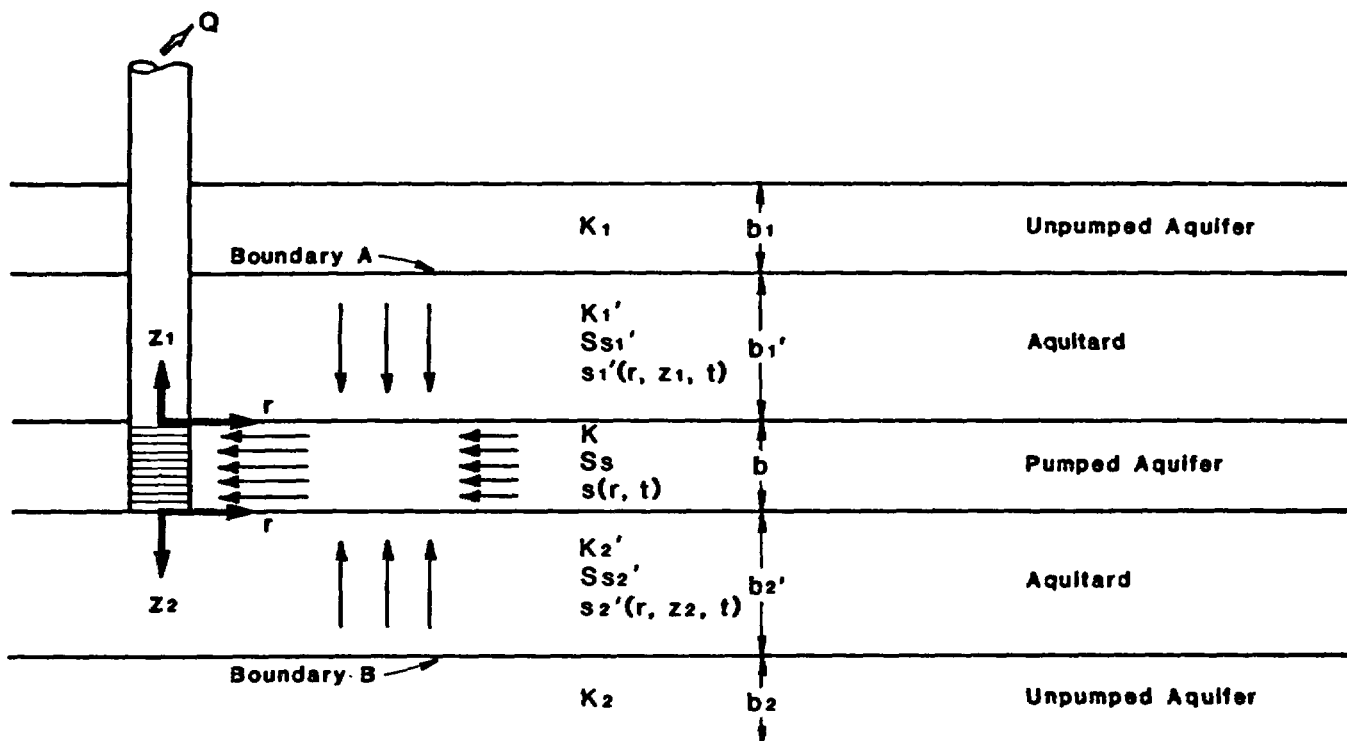 Q
K1
b1
Unpumped Aquifer
Boundary A
Z1
K1'
Ss1'
s1'(r, z1, t)
b1'
Aquitard
r
K
Ss
s(r, t)
b
Pumped Aquifer
r
Z2
K2'
Ss2'
s2'(r, z2, t)
b2'
Aquitard
Boundary B
K2
b2
Unpumped Aquifer